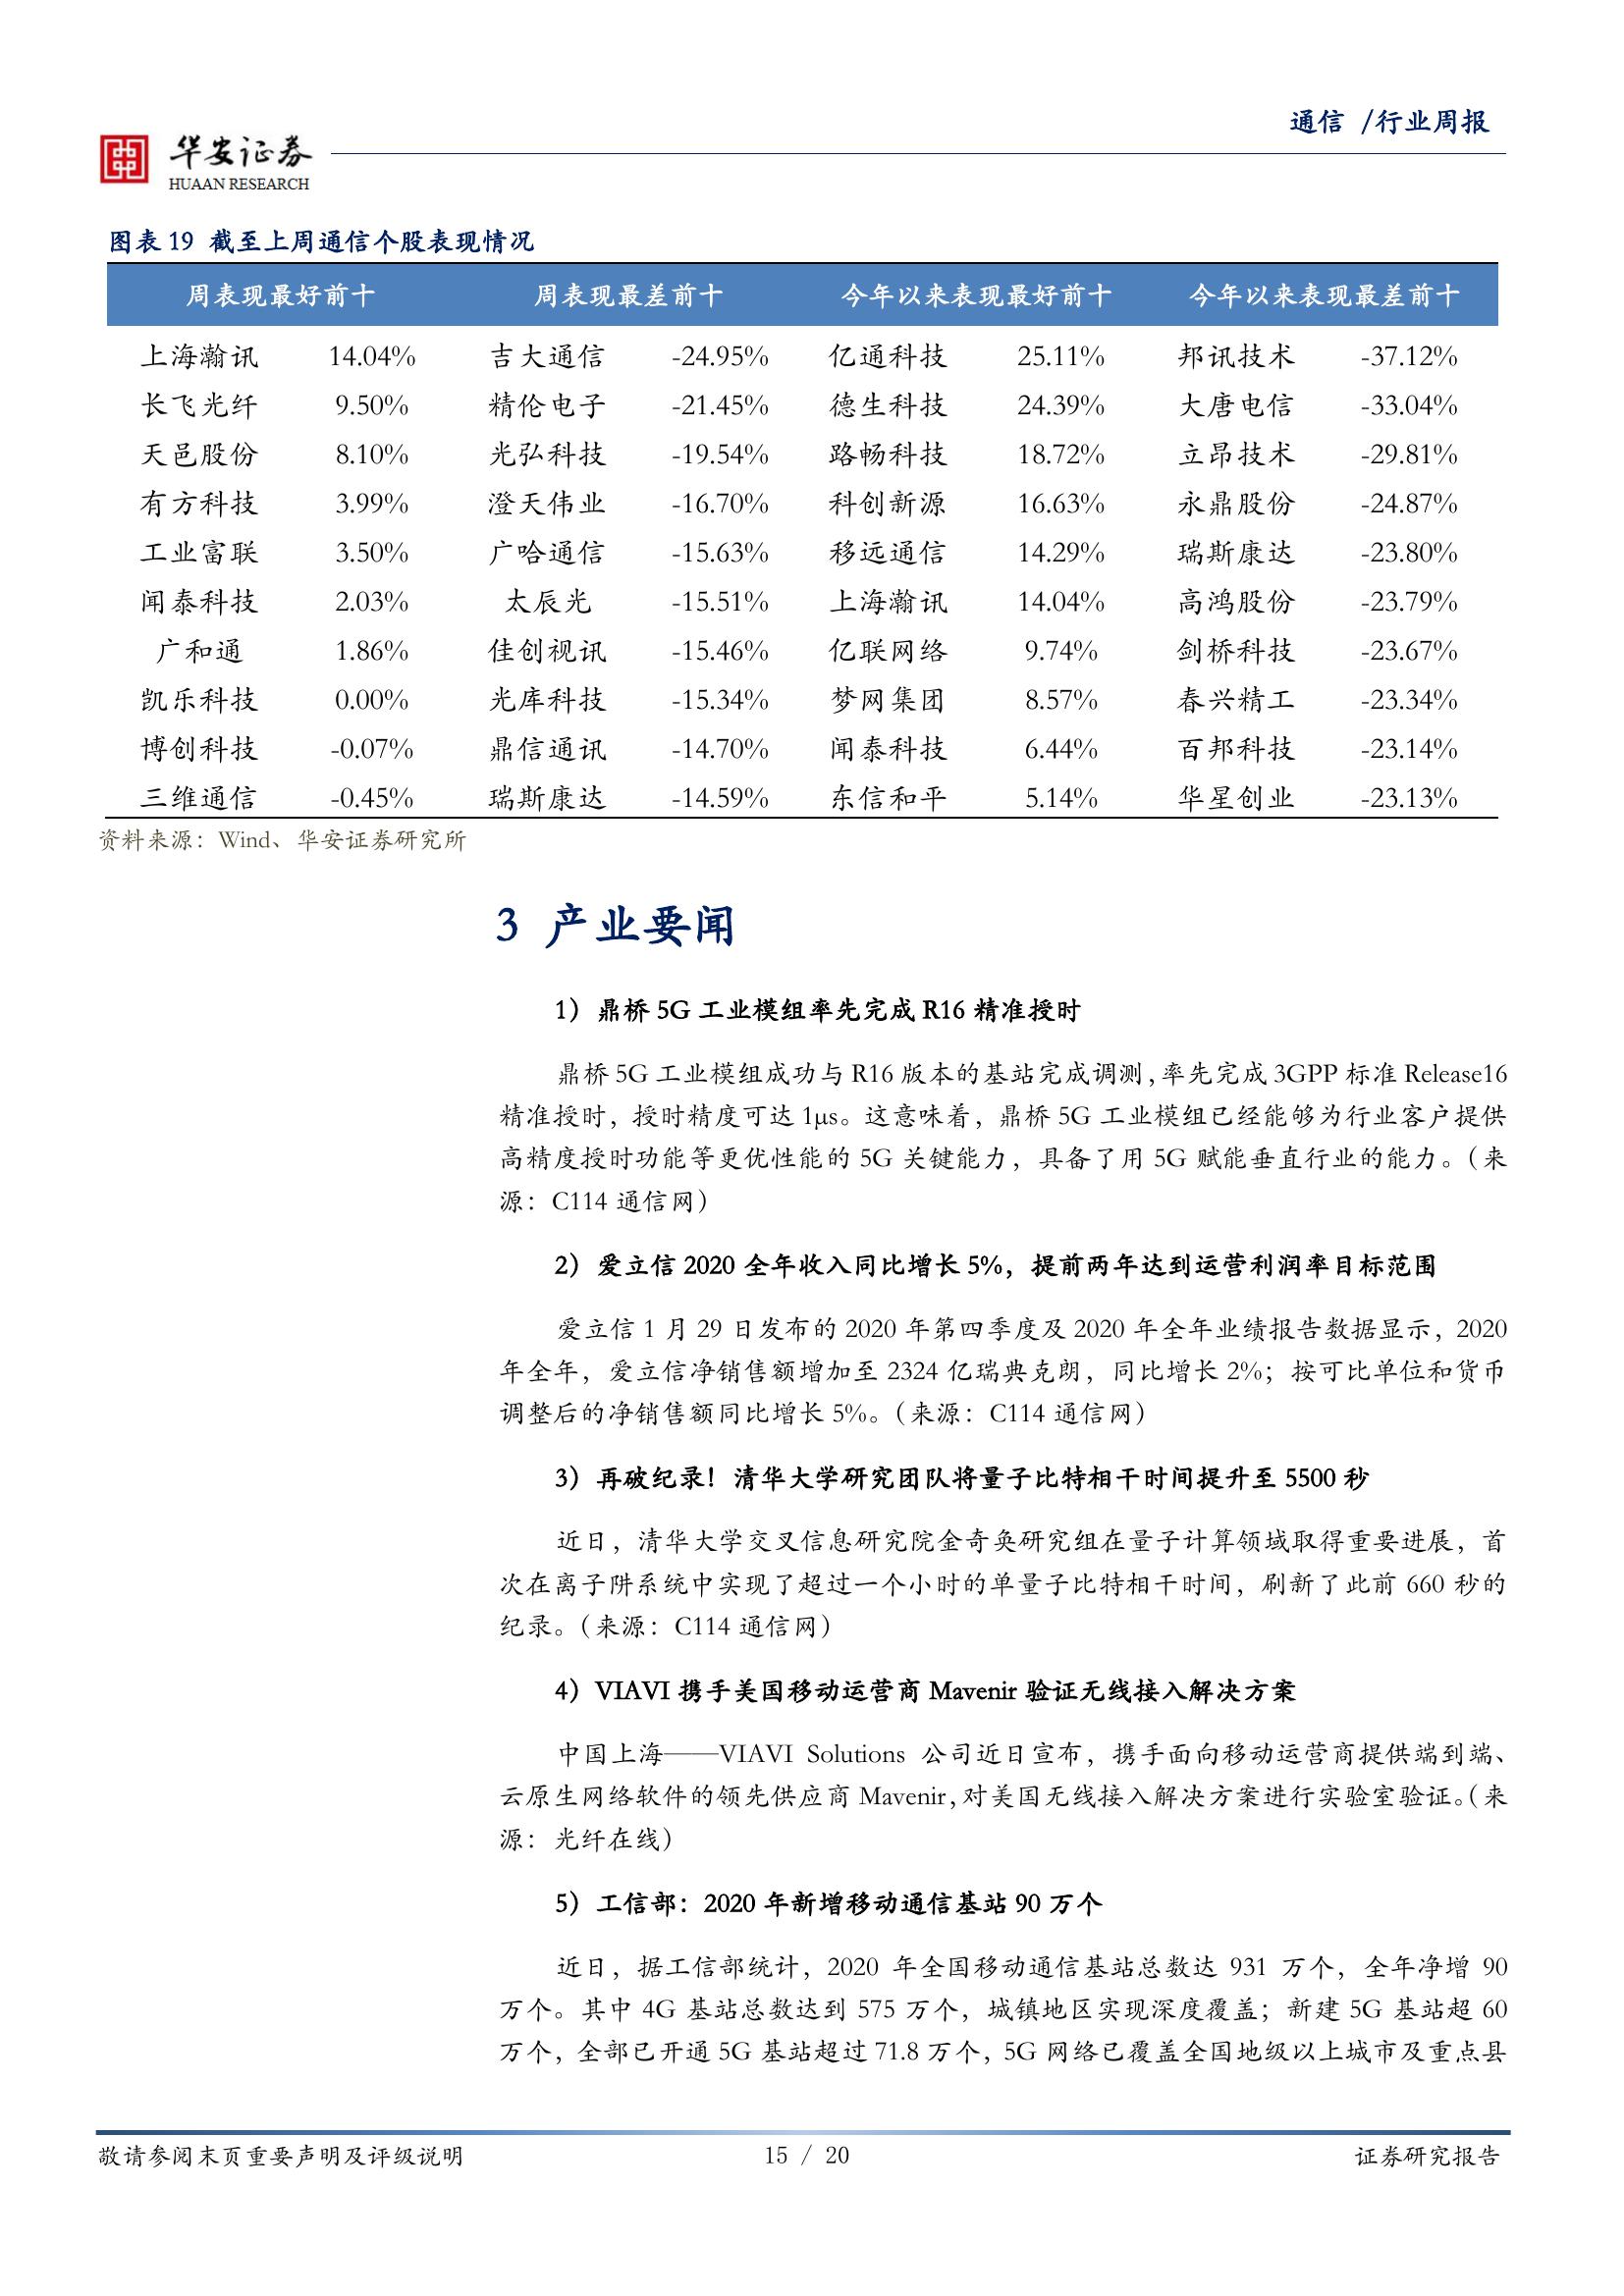 通信 /行业周报
华安证券
HUAAN RESEARCH
图表 19 截至上周通信个股表现情况
周表现最好前十 周表现最差前十 今年以来表现最好前十 今年以来表现最差前十
上海瀚讯 14.04% 吉大通信 -24.95% 亿通科技 25.11% 邦讯技术 -37.12%
长飞光纤 9.50% 精伦电子 -21.45% 德生科技 24.39% 大唐电信 -33.04%
天邑股份 8.10% 光弘科技 -19.54% 路畅科技 18.72% 立昂技术 -29.81%
有方科技 3.99% 澄天伟业 -16.70% 科创新源 16.63% 永鼎股份 -24.87%
工业富联 3.50% 广哈通信 -15.63% 移远通信 14.29% 瑞斯康达 -23.80%
闻泰科技 2.03% 太辰光 -15.51% 上海瀚讯 14.04% 高鸿股份 -23.79%
广和通 1.86% 佳创视讯 -15.46% 亿联网络 9.74% 剑桥科技 -23.67%
凯乐科技 0.00% 光库科技 -15.34% 梦网集团 8.57% 春兴精工 -23.34%
博创科技 -0.07% 鼎信通讯 -14.70% 闻泰科技 6.44% 百邦科技 -23.14%
三维通信 -0.45% 瑞斯康达 -14.59% 东信和平 5.14% 华星创业 -23.13%
资料来源：Wind、华安证券研究所
3 产业要闻
1）鼎桥 5G 工业模组率先完成 R16 精准授时
鼎桥 5G 工业模组成功与 R16 版本的基站完成调测，率先完成 3GPP 标准 Release16
精准授时，授时精度可达 1μs。这意味着，鼎桥 5G 工业模组已经能够为行业客户提供
高精度授时功能等更优性能的 5G 关键能力，具备了用 5G 赋能垂直行业的能力。（来
源：C114 通信网）
2）爱立信 2020 全年收入同比增长 5%，提前两年达到运营利润率目标范围
爱立信 1 月 29 日发布的 2020 年第四季度及 2020 年全年业绩报告数据显示，2020
年全年，爱立信净销售额增加至 2324 亿瑞典克朗，同比增长 2%；按可比单位和货币
调整后的净销售额同比增长 5%。（来源：C114 通信网）
3）再破纪录！清华大学研究团队将量子比特相干时间提升至 5500 秒
近日，清华大学交叉信息研究院金奇奂研究组在量子计算领域取得重要进展，首
次在离子阱系统中实现了超过一个小时的单量子比特相干时间，刷新了此前 660 秒的
纪录。（来源：C114 通信网）
4）VIAVI 携手美国移动运营商 Mavenir 验证无线接入解决方案
中国上海——VIAVI Solutions 公司近日宣布，携手面向移动运营商提供端到端、
云原生网络软件的领先供应商 Mavenir，对美国无线接入解决方案进行实验室验证。（来
源：光纤在线）
5）工信部：2020 年新增移动通信基站 90 万个
近日，据工信部统计，2020 年全国移动通信基站总数达 931 万个，全年净增 90
万个。其中 4G 基站总数达到 575 万个，城镇地区实现深度覆盖；新建 5G 基站超 60
万个，全部已开通 5G 基站超过 71.8 万个，5G 网络已覆盖全国地级以上城市及重点县
敬请参阅末页重要声明及评级说明 15 / 20 证券研究报告